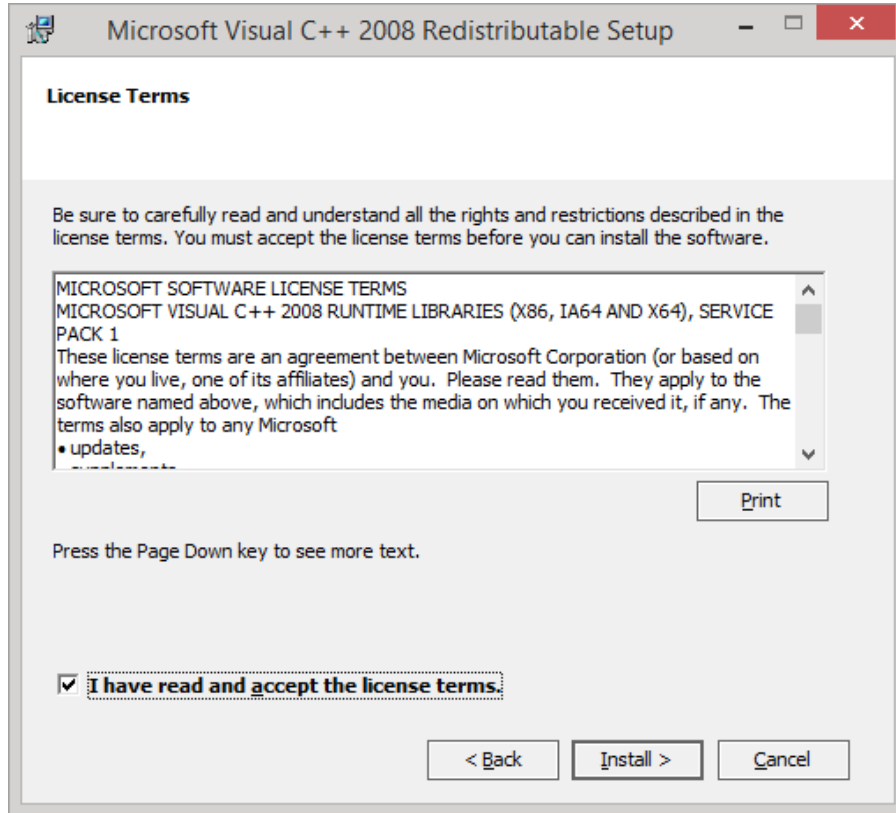 Microsoft Visual C++ 2008 Redistributable Setup
License Terms
Be sure to carefully read and understand all the rights and restrictions described in the
license terms. You must accept the license terms before you can install the software.
MICROSOFT SOFTWARE LICENSE TERMS
MICROSOFT VISUAL C++ 2008 RUNTIME LIBRARIES (X86, IA64 AND X64), SERVICE
PACK 1
These license terms are an agreement between Microsoft Corporation (or based on
where you live, one of its affiliates) and you.  Please read them.  They apply to the
software named above, which includes the media on which you received it, if any.  The
terms also apply to any Microsoft
• updates,
Print
Press the Page Down key to see more text.
I have read and accept the license terms.
< Back
Install >
Cancel